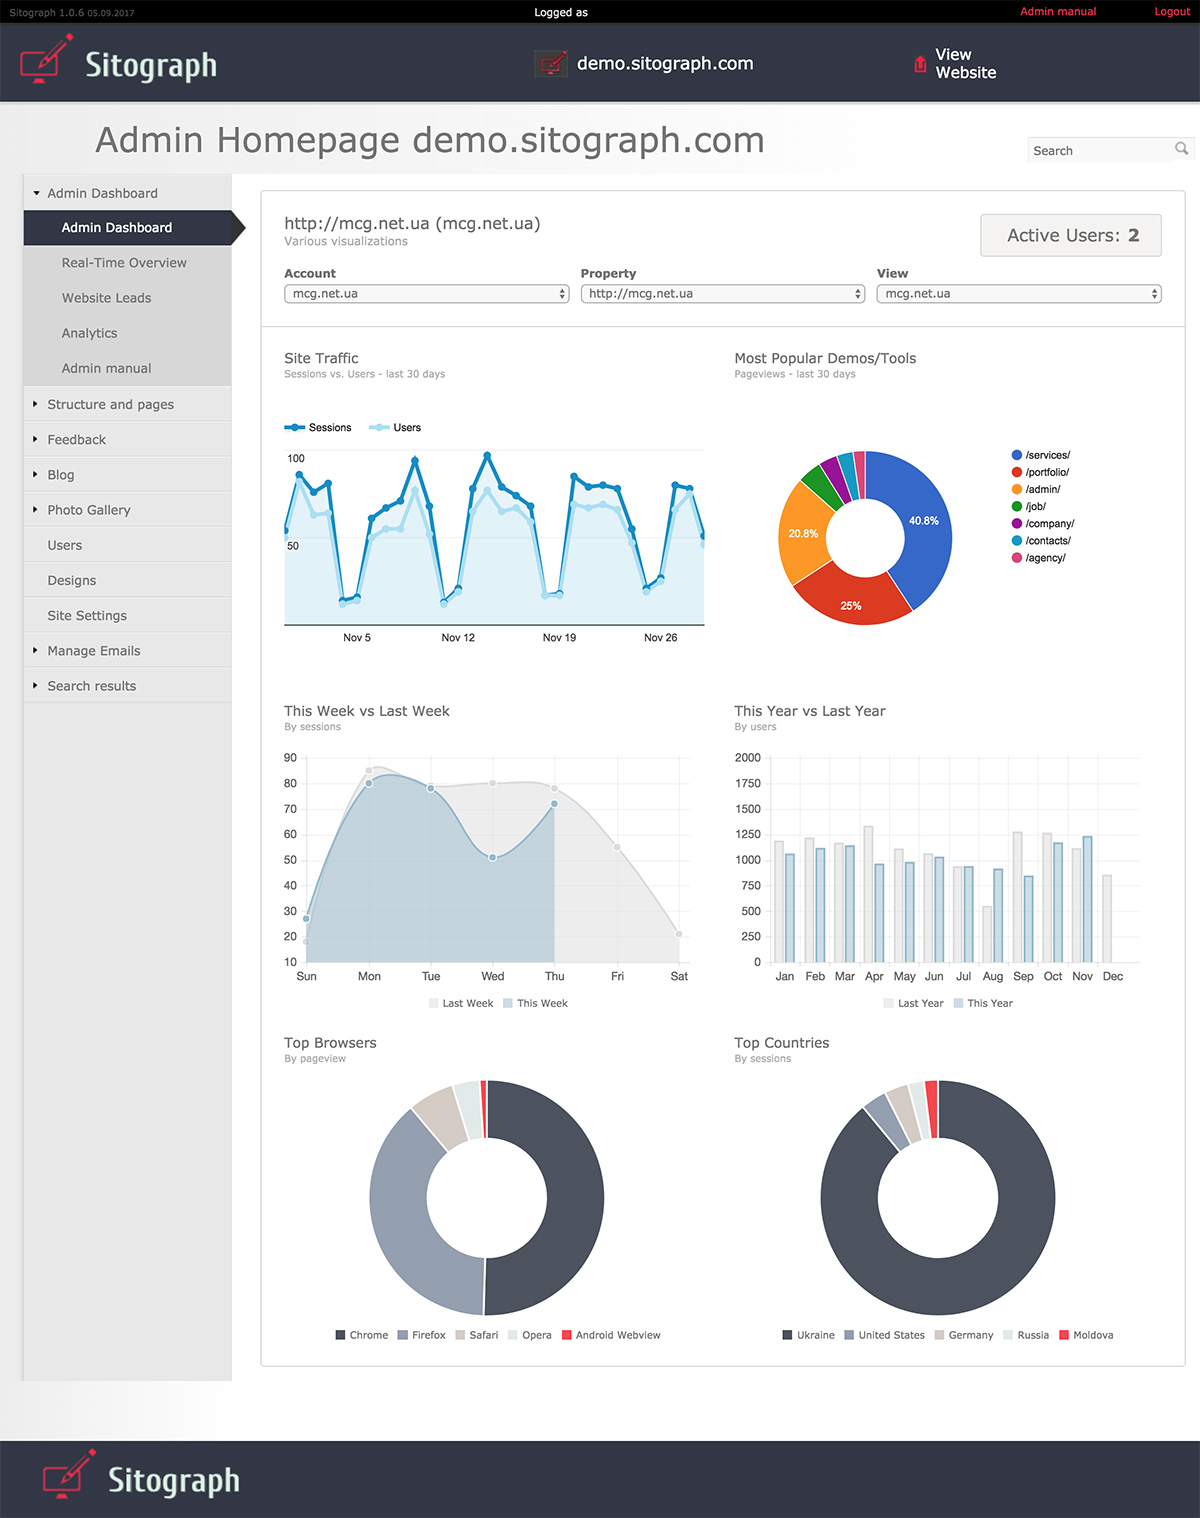 Sitograph 1.0.6 05.09.2017
Logged as
Admin manual
Logout
Sitograph
demo.sitograph.com
View
Website
Admin Homepage demo.sitograph.com
Search
Admin Dashboard
Admin Dashboard
Real-Time Overview
Website Leads
Analytics
Admin manual
Structure and pages
Feedback
Blog
Photo Gallery
Users
Designs
Site Settings
Manage Emails
Search results
http://mcg.net.ua (mcg.net.ua)
Various visualizations
Active Users: 2
Account
Property
View
mcg.net.ua
http://mcg.net.ua
mcg.net.ua
Site Traffic
Sessions vs. Users - last 30 days
Sessions
Users
100
50
Nov 5
Nov 12
Nov 19
Nov 26
Most Popular Demos/Tools
Pageviews - last 30 days
40.8%
20.8%
25%
/services/
/portfolio/
/admin/
/job/
/company/
/contacts/
/agency/
This Week vs Last Week
By sessions
90
80
70
60
50
40
30
20
10
Sun
Mon
Tue
Wed
Thu
Fri
Sat
Last Week
This Week
This Year vs Last Year
By users
2000
1750
1500
1250
1000
750
500
250
0
Jan
Feb
Mar
Apr
May
Jun
Jul
Aug
Sep
Oct
Nov
Dec
Last Year
This Year
Top Browsers
By pageview
Chrome
Firefox
Safari
Opera
Android Webview
Top Countries
By sessions
Ukraine
United States
Germany
Russia
Moldova
Sitograph